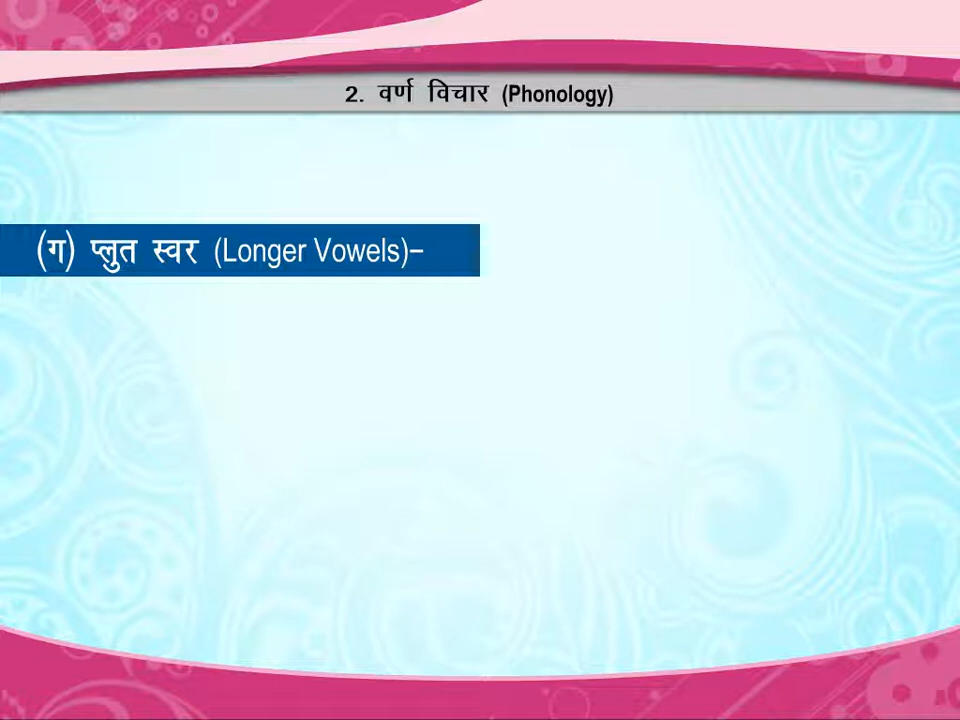 2. वर्ण विचार (Phonology)
(ग) प्लुत स्वर (Longer Vowels)–